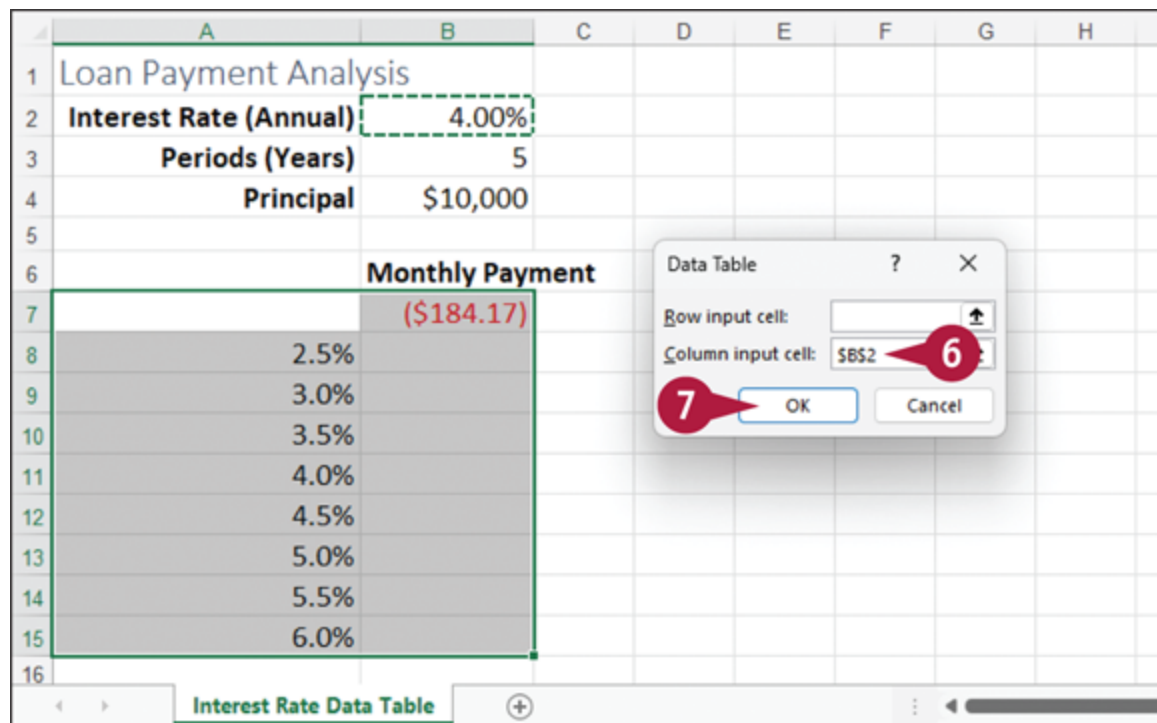 A B C D E F G H
1 Loan Payment Analysis
2 Interest Rate (Annual) 4.00%
3 Periods (Years) 5
4 Principal $10,000
5
6 Monthly Payment
7 ($184.17)
8 2.5%
9 3.0%
10 3.5%
11 4.0%
12 4.5%
13 5.0%
14 5.5%
15 6.0%
16
Data Table ?
Row input cell:
Column input cell: $B$2 6
7 OK Cancel
Interest Rate Data Table